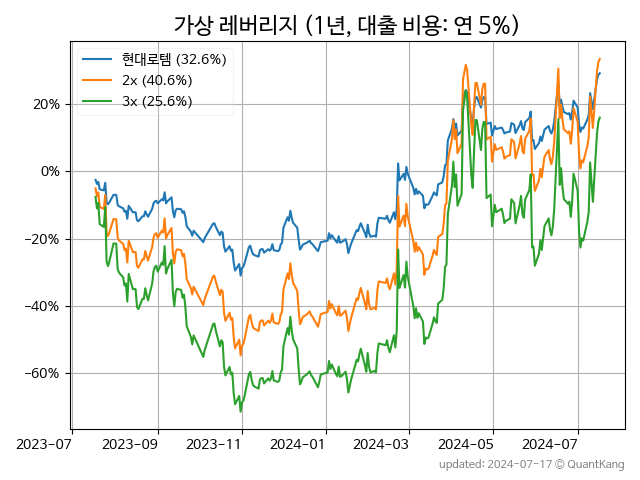 가상 레버리지 (1년, 대출 비용: 연 5%)
현대로템 (32.6%)
2x (40.6%)
3x (25.6%)
20%
0%
−20%
−40%
−60%
2023-07 2023-09 2023-11 2024-01 2024-03 2024-05 2024-07
updated: 2024-07-17 © QuantKang